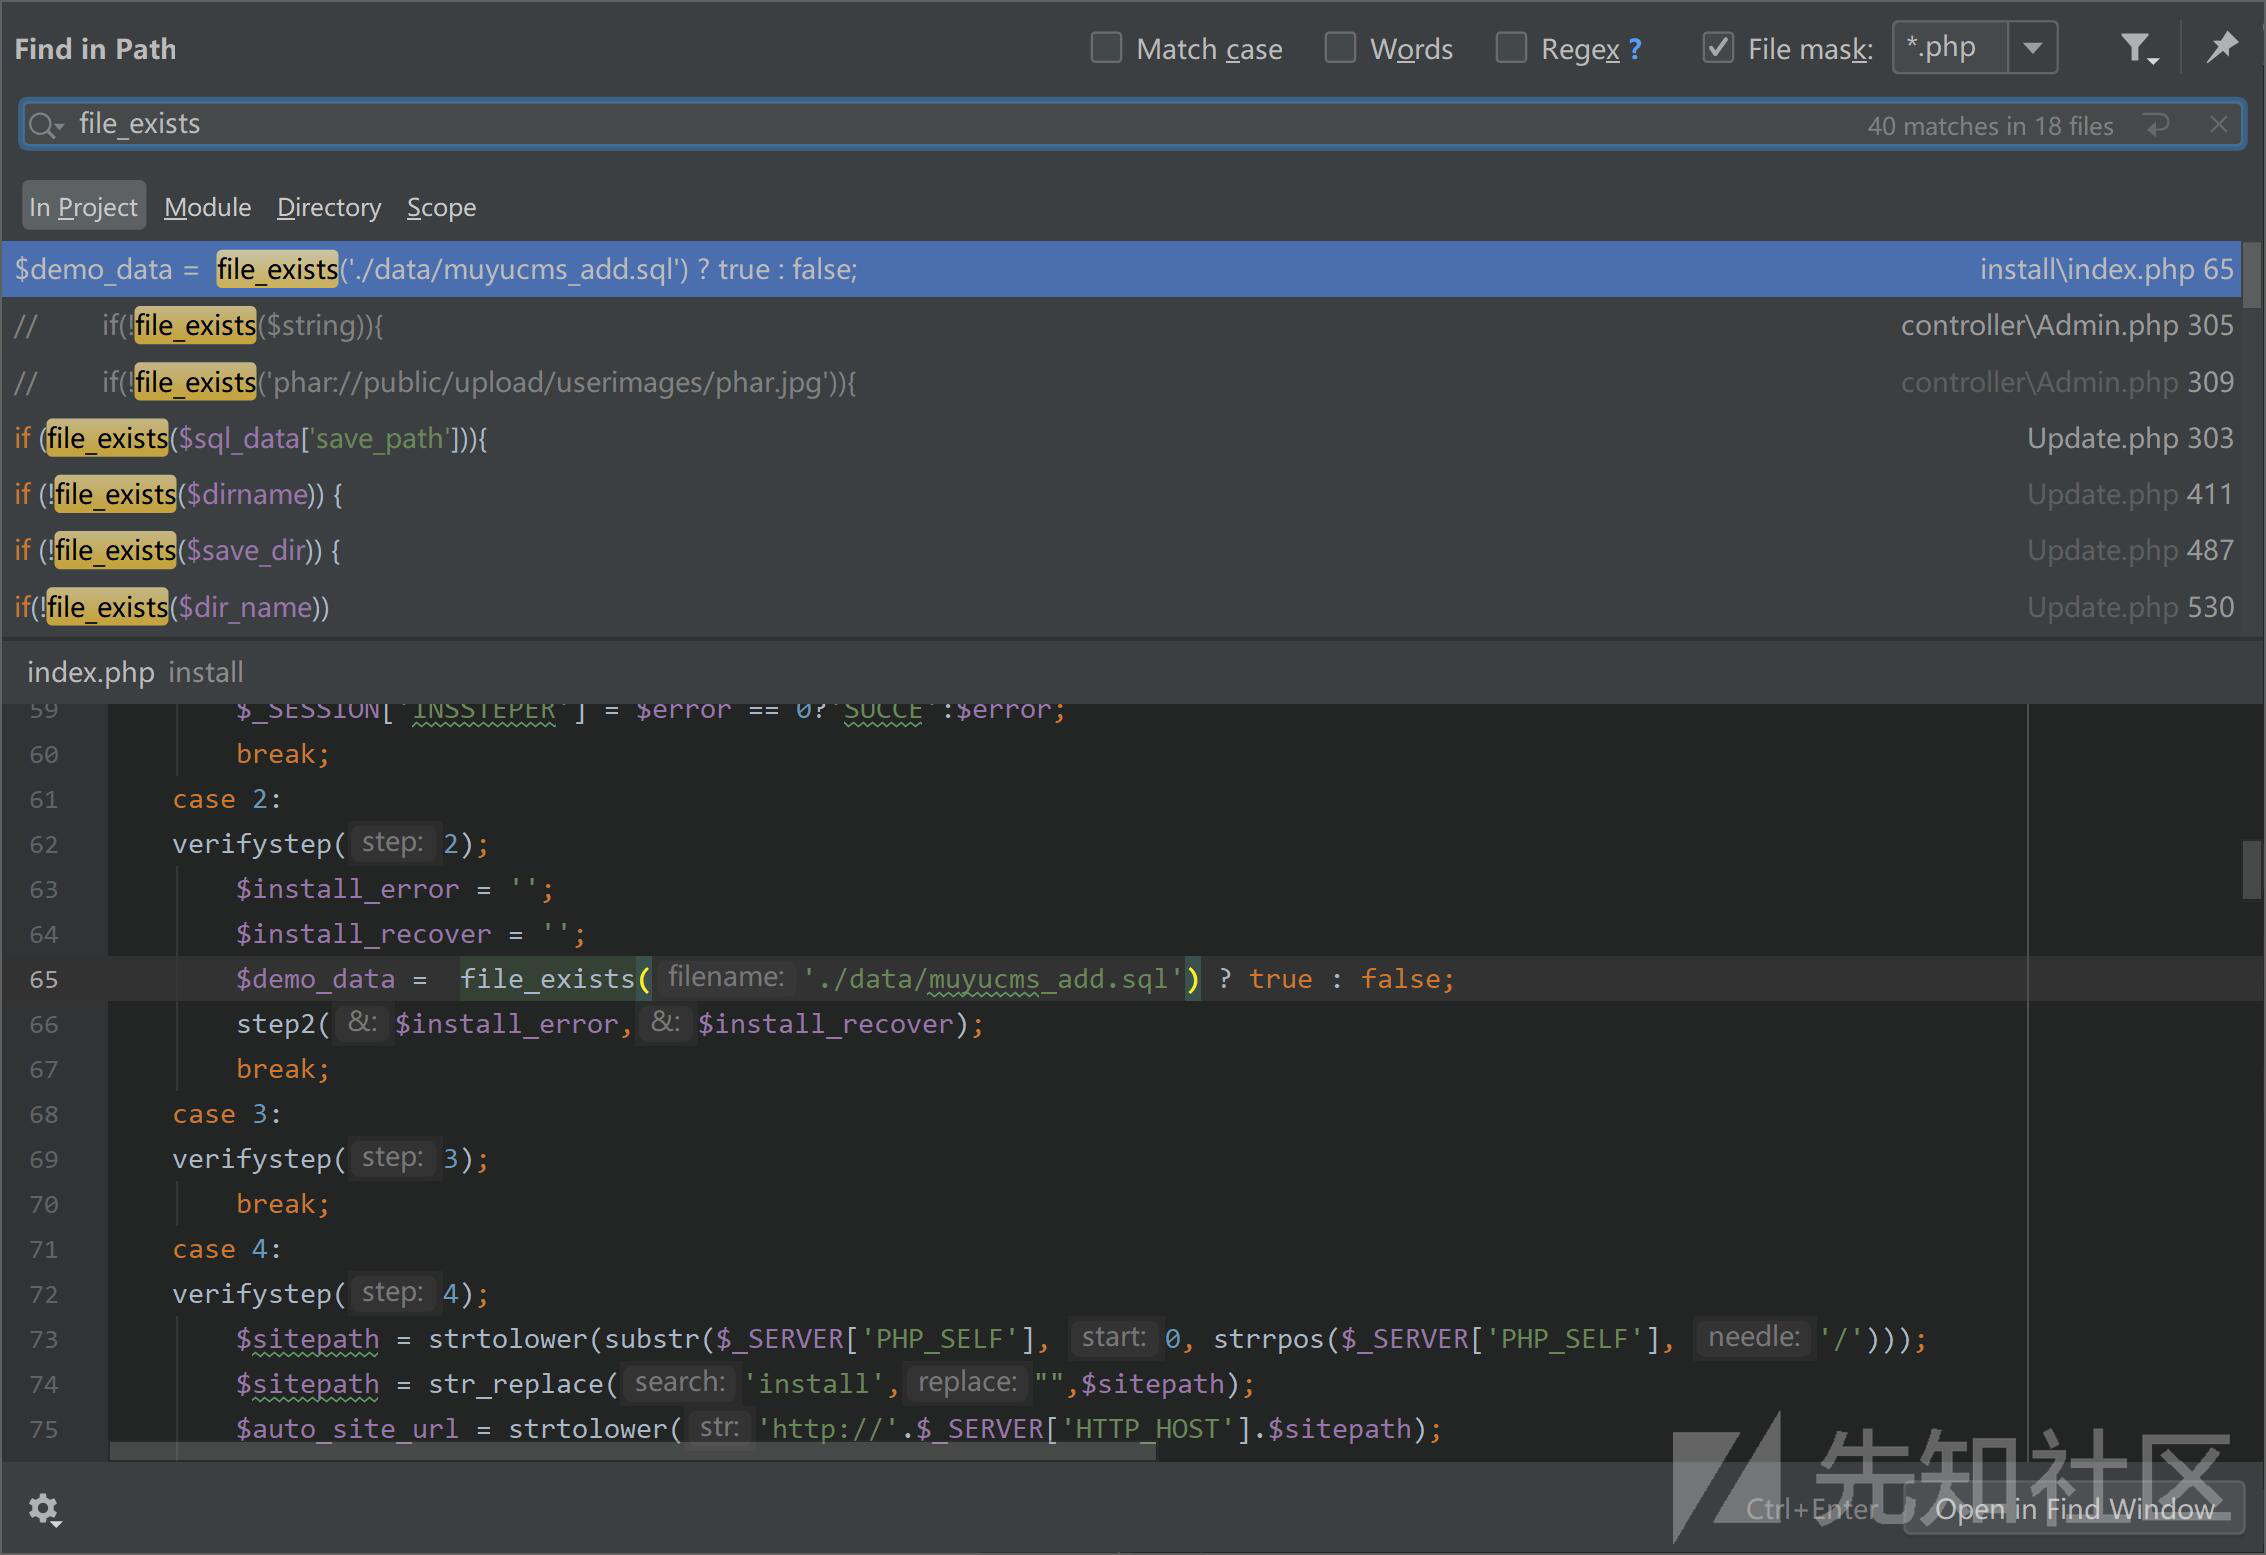 Find in Path
Match case
Words
Regex ?
File mask:
*.php
file_exists
40 matches in 18 files
In Project
Module
Directory
Scope
$demo_data =  file_exists('./data/muyucms_add.sql') ? true : false;
install\index.php 65
//        if(!file_exists($string)){
controller\Admin.php 305
//        if(!file_exists('phar://public/upload/userimages/phar.jpg')){
controller\Admin.php 309
if (file_exists($sql_data['save_path'])){
Update.php 303
if (!file_exists($dirname)) {
Update.php 411
if (!file_exists($save_dir)) {
Update.php 487
if(!file_exists($dir_name))
Update.php 530
index.php install
59 $_SESSION['INSSTEPER'] = $error == 0?'SUCCE':$error;
60 break;
61 case 2:
62 verifystep( step: 2);
63 $install_error = '';
64 $install_recover = '';
65 $demo_data =  file_exists( filename: './data/muyucms_add.sql') ? true : false;
66 step2( &: $install_error, &: $install_recover);
67 break;
68 case 3:
69 verifystep( step: 3);
70 break;
71 case 4:
72 verifystep( step: 4);
73 $sitepath = strtolower(substr($_SERVER['PHP_SELF'], start: 0, strrpos($_SERVER['PHP_SELF'], needle: '/')));
74 $sitepath = str_replace( search: 'install', replace: "",$sitepath);
75 $auto_site_url = strtolower( str: 'http://'.$_SERVER['HTTP_HOST'].$sitepath);
先知社区
Ctrl+Enter
Open in Find Window